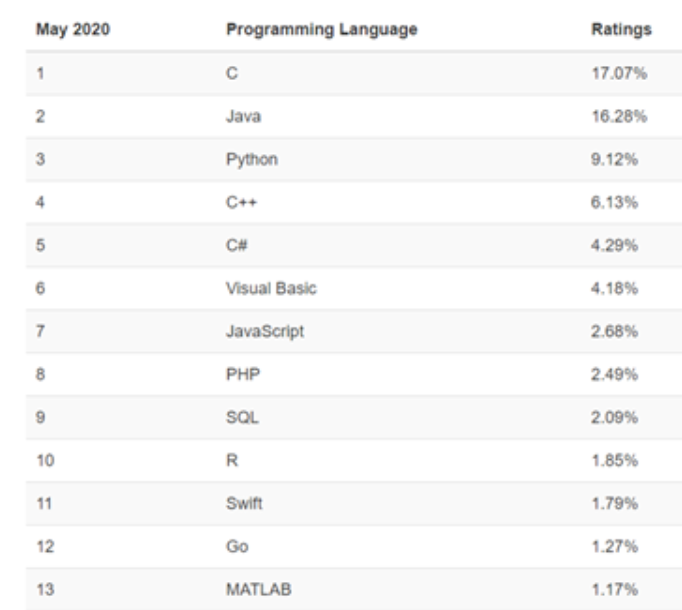 May 2020 Programming Language Ratings
1 C 17.07%
2 Java 16.28%
3 Python 9.12%
4 C++ 6.13%
5 C# 4.29%
6 Visual Basic 4.18%
7 JavaScript 2.68%
8 PHP 2.49%
9 SQL 2.09%
10 R 1.85%
11 Swift 1.79%
12 Go 1.27%
13 MATLAB 1.17%